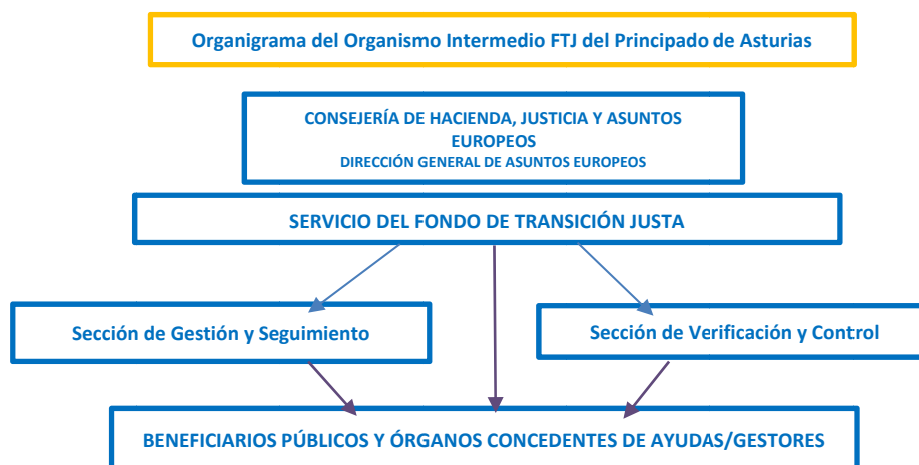 Organigrama del Organismo Intermedio FTJ del Principado de Asturias
CONSEJERÍA DE HACIENDA, JUSTICIA Y ASUNTOS
EUROPEOS
DIRECCIÓN GENERAL DE ASUNTOS EUROPEOS
SERVICIO DEL FONDO DE TRANSICIÓN JUSTA
Sección de Gestión y Seguimiento
Sección de Verificación y Control
BENEFICIARIOS PÚBLICOS Y ÓRGANOS CONCEDENTES DE AYUDAS/GESTORES